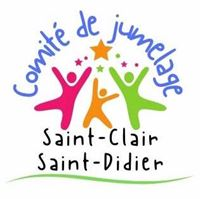 Comité de jumelage
Saint-Clair
Saint-Didier